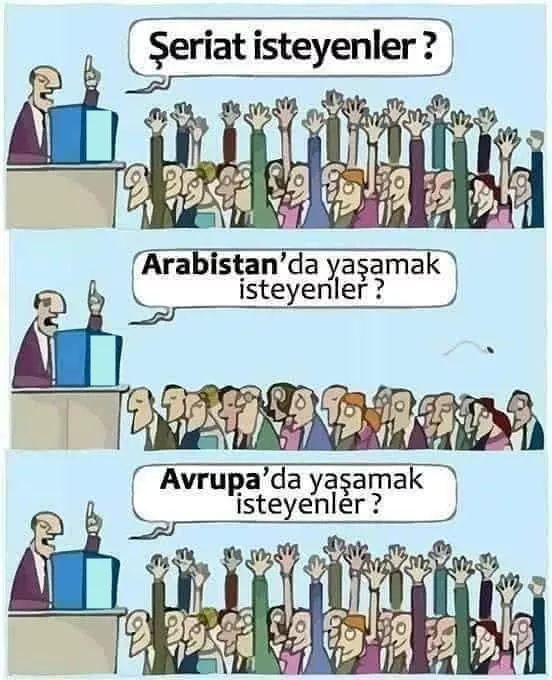 Şeriat isteyenler ?
Arabistan'da yaşamak
isteyenler ?
Avrupa'da yaşamak
isteyenler ?